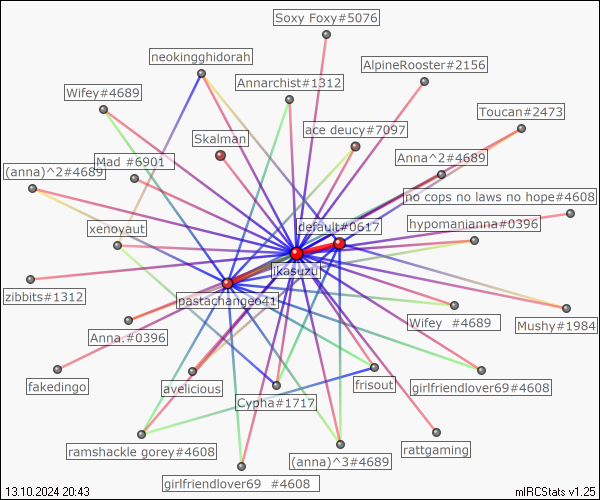 Soxy Foxy#5076
neokingghidorah
AlpineRooster#2156
Annarchist#1312
Wifey#4689
Toucan#2473
ace deucy#7097
Skalman
Anna^2#4689
Mad #6901
(anna)^2#4689
no cops no laws no hope#4608
default#0617
hypomanianna#0396
xenovaut
ikasuzu
zibbits#1312
pastachangeo41
Wifey  #4689
Mushy#1984
Anna.#0396
fakedingo
avelicious
frisout
girlfriendlover69#4608
Cypha#1717
ramshackle gorey#4608
rattgaming
(anna)^3#4689
girlfriendlover69  #4608
13.10.2024 20:43
mIRCStats v1.25